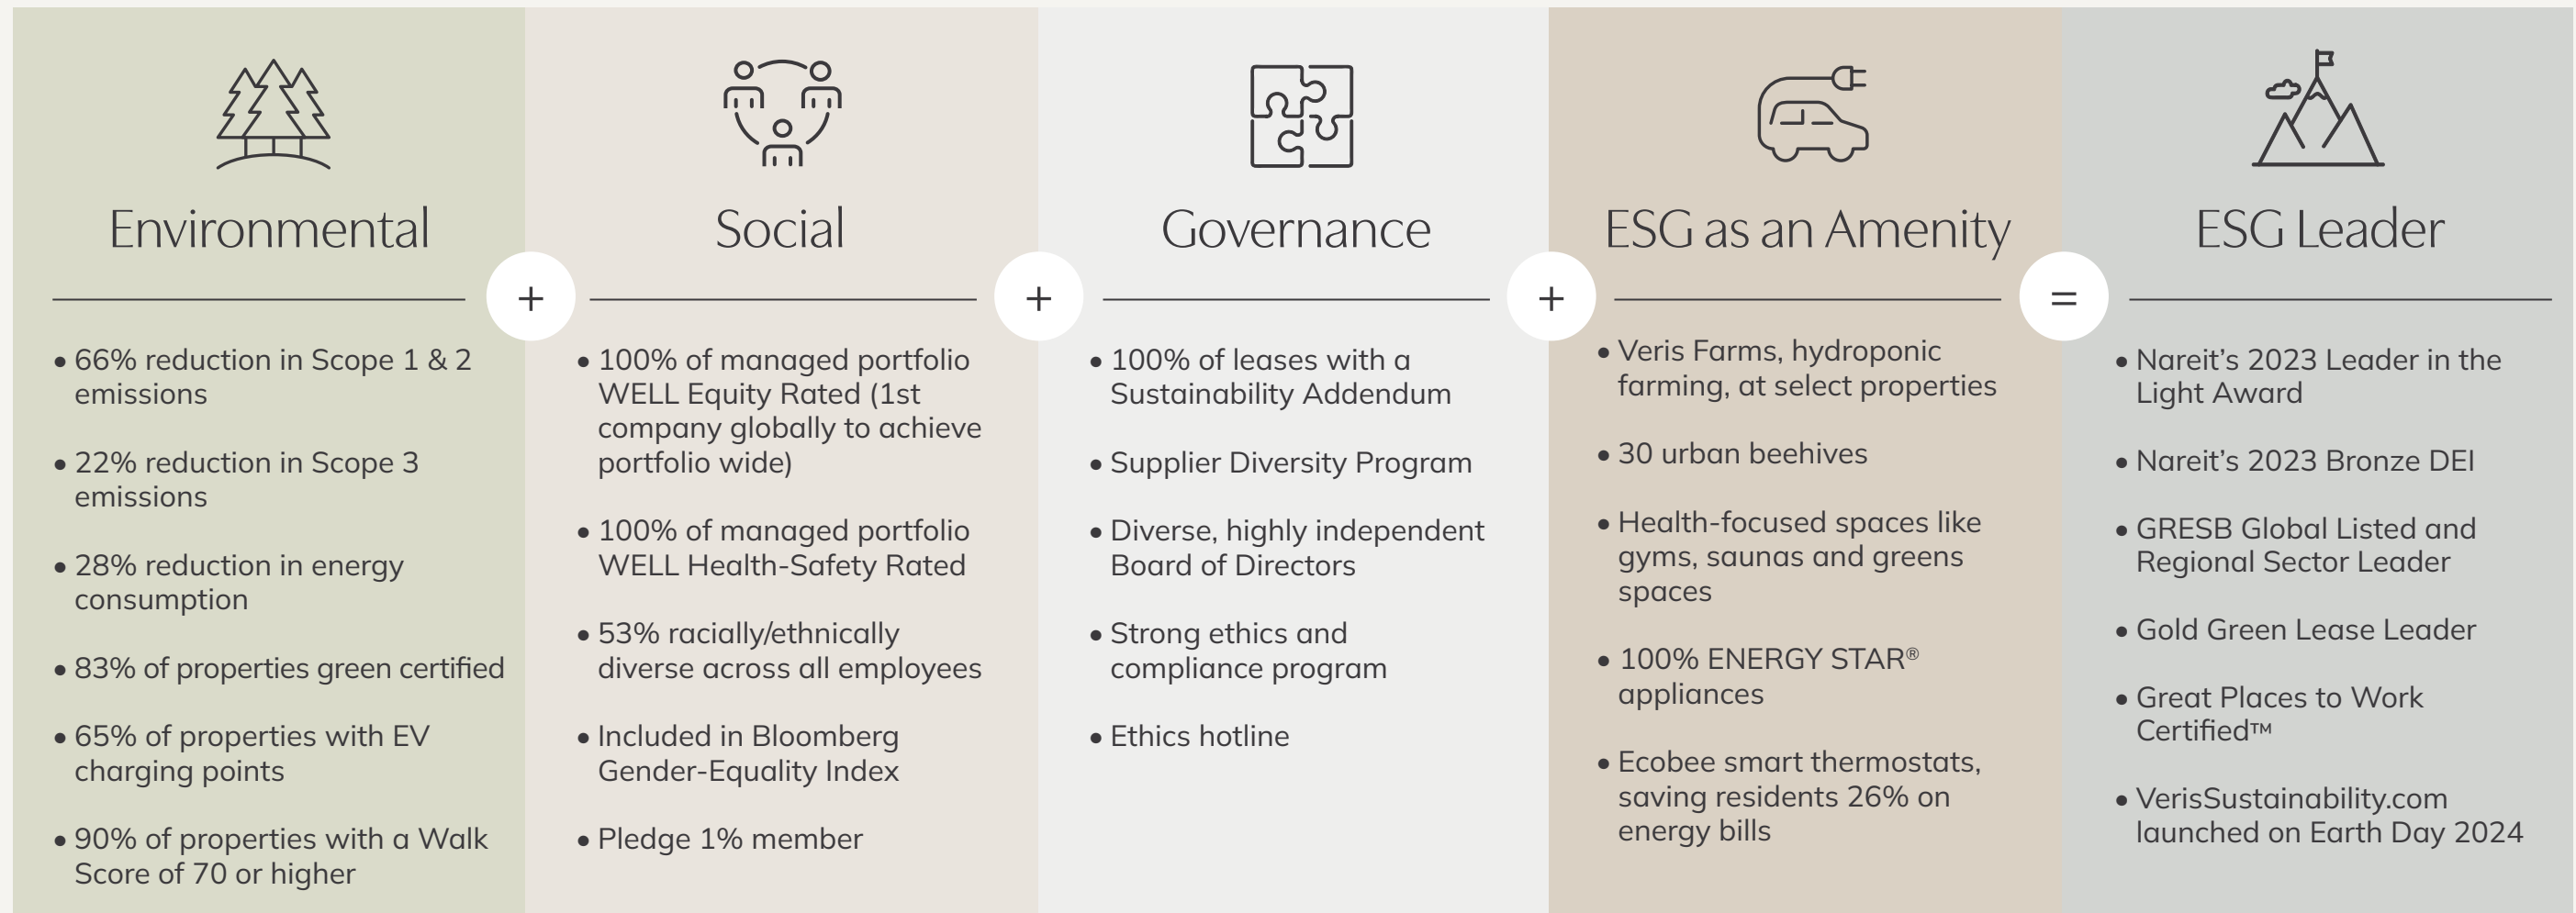 Environmental
• 66% reduction in Scope 1 & 2
emissions
• 22% reduction in Scope 3
emissions
• 28% reduction in energy
consumption
• 83% of properties green certified
• 65% of properties with EV
charging points
• 90% of properties with a Walk
Score of 70 or higher
+
Social
• 100% of managed portfolio
WELL Equity Rated (1st
company globally to achieve
portfolio wide)
• 100% of managed portfolio
WELL Health-Safety Rated
• 53% racially/ethnically
diverse across all employees
• Included in Bloomberg
Gender-Equality Index
• Pledge 1% member
+
Governance
• 100% of leases with a
Sustainability Addendum
• Supplier Diversity Program
• Diverse, highly independent
Board of Directors
• Strong ethics and
compliance program
• Ethics hotline
+
ESG as an Amenity
• Veris Farms, hydroponic
farming, at select properties
• 30 urban beehives
• Health-focused spaces like
gyms, saunas and greens
spaces
• 100% ENERGY STAR®
appliances
• Ecobee smart thermostats,
saving residents 26% on
energy bills
=
ESG Leader
• Nareit’s 2023 Leader in the
Light Award
• Nareit’s 2023 Bronze DEI
• GRESB Global Listed and
Regional Sector Leader
• Gold Green Lease Leader
• Great Places to Work
Certified™
• VerisSustainability.com
launched on Earth Day 2024